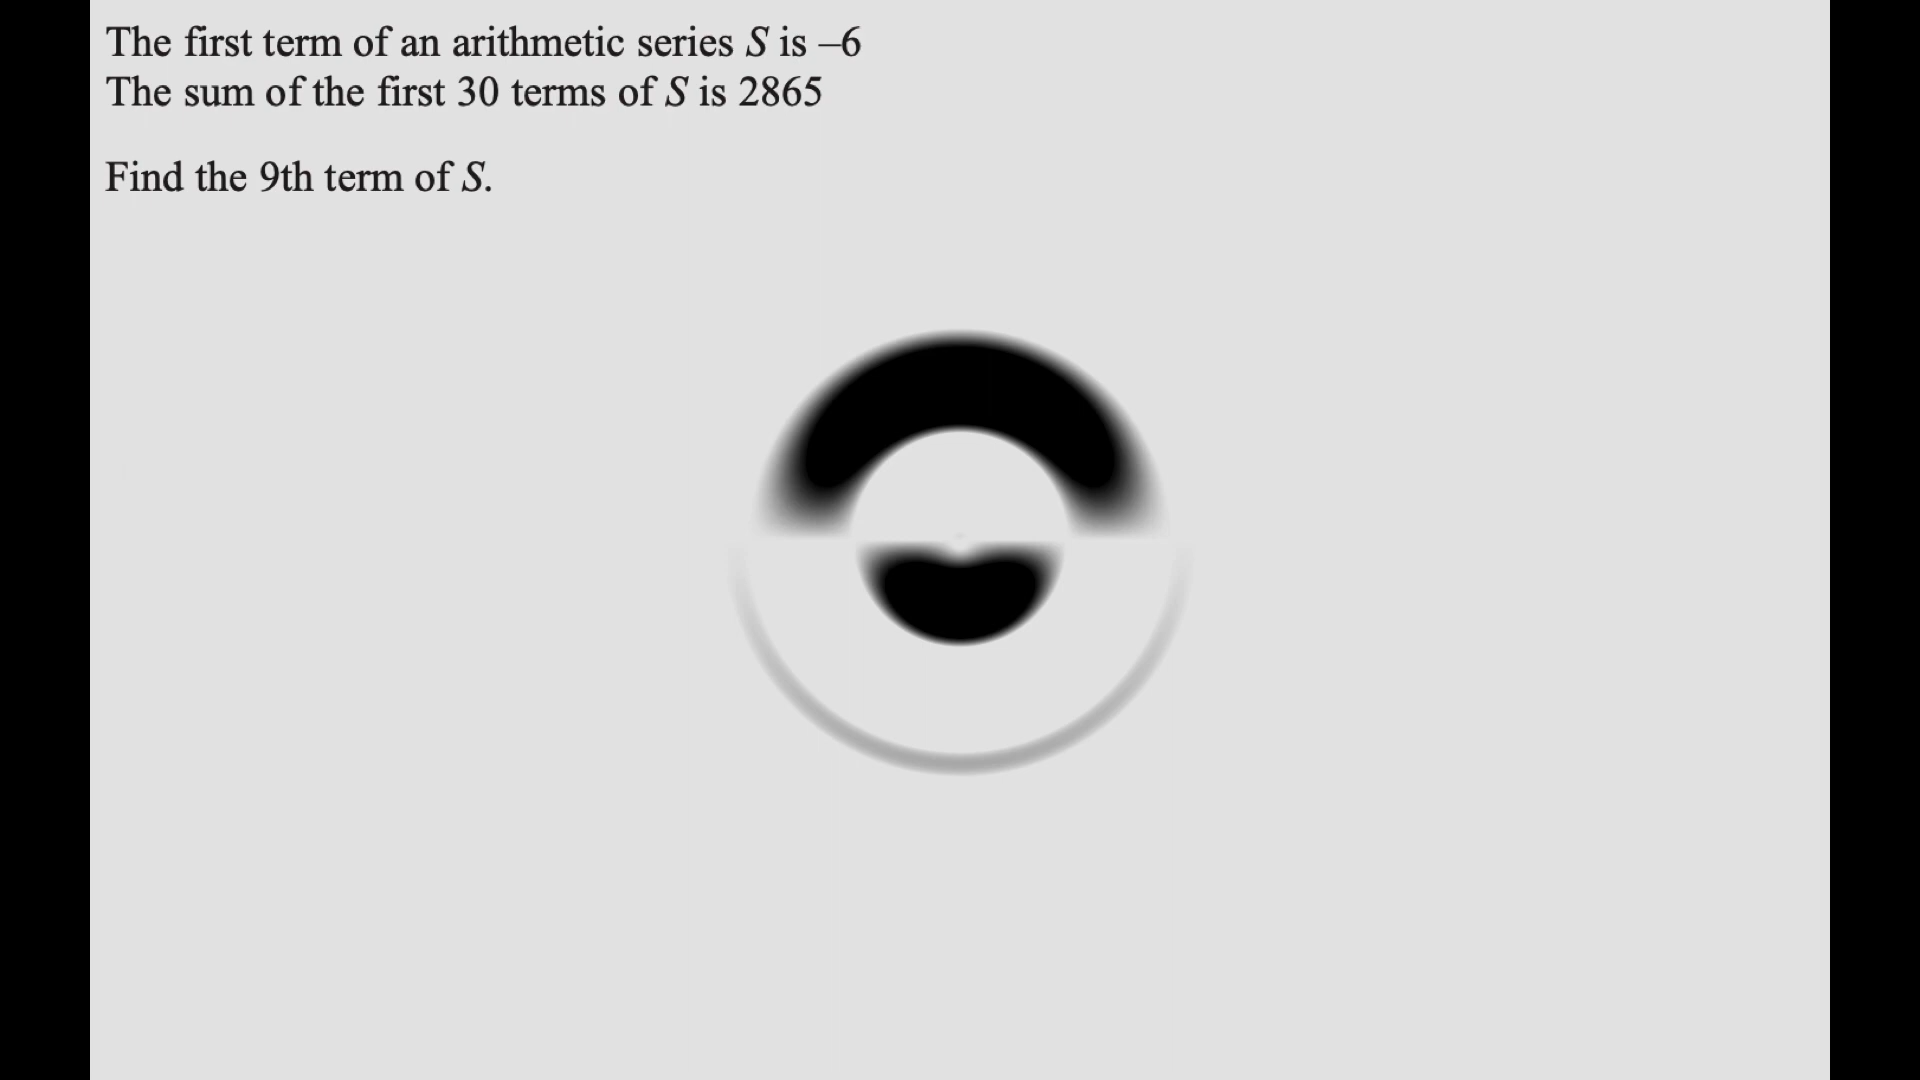 The first term of an arithmetic series S is –6
The sum of the first 30 terms of S is 2865
Find the 9th term of S.